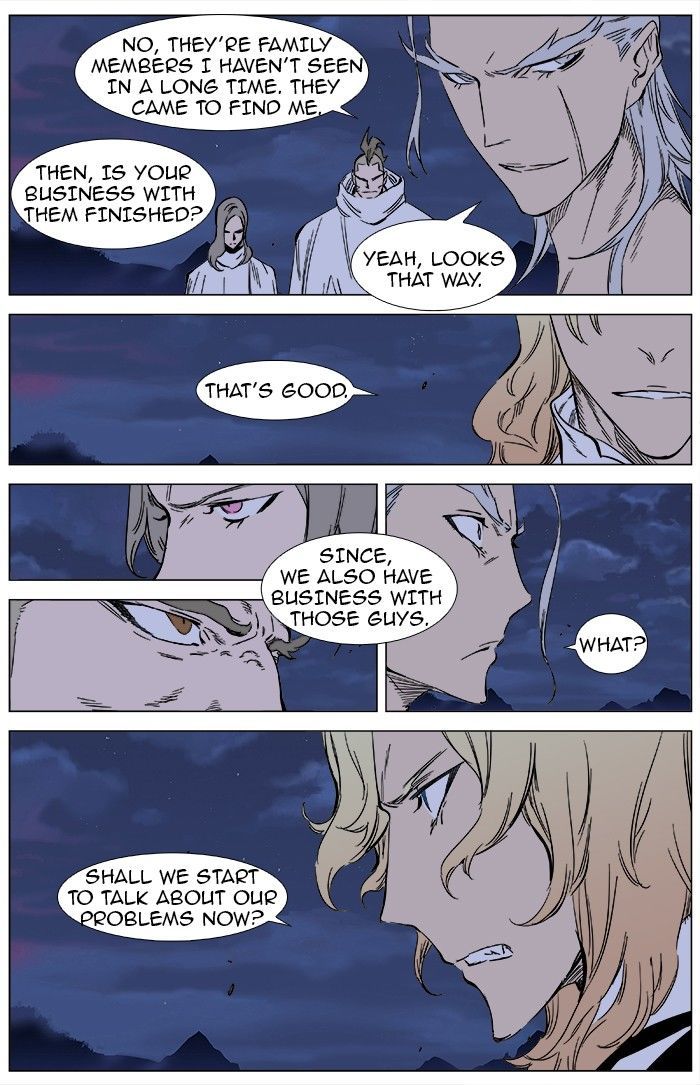 NO, THEY'RE FAMILY
MEMBERS I HAVEN'T SEEN
IN A LONG TIME. THEY
CAME TO FIND ME.
THEN, IS YOUR
BUSINESS WITH
THEM FINISHED?
YEAH, LOOKS
THAT WAY.
THAT'S GOOD.
SINCE,
WE ALSO HAVE
BUSINESS WITH
THOSE GUYS.
WHAT?
SHALL WE START
TO TALK ABOUT OUR
PROBLEMS NOW?